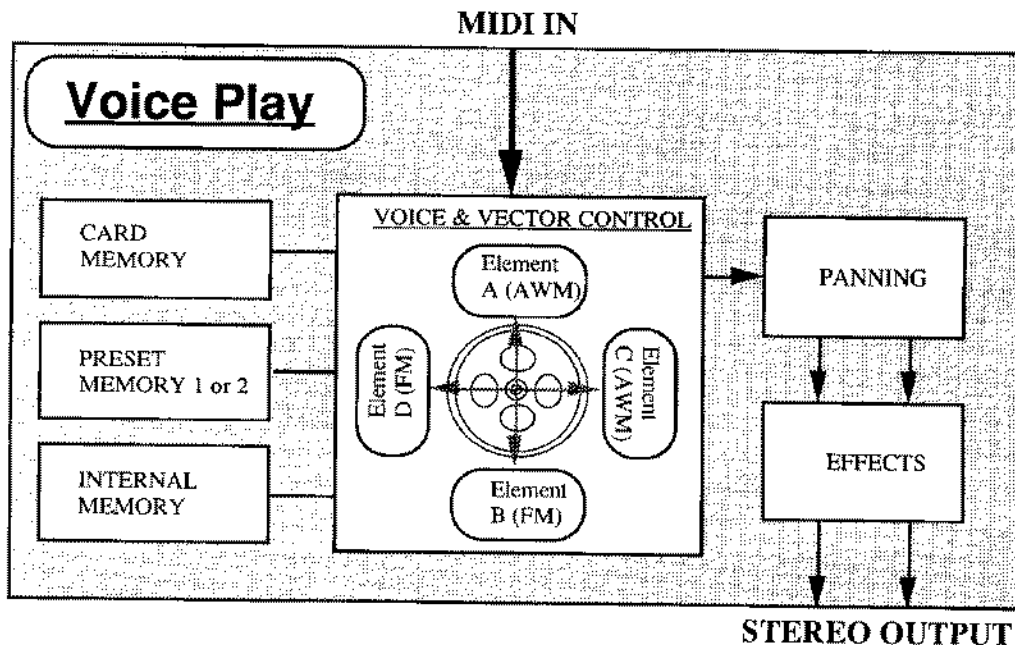 MIDI IN
Voice Play
CARD
MEMORY
PRESET
MEMORY 1 or 2
INTERNAL
MEMORY
VOICE & VECTOR CONTROL
Element
A (AWM)
Element
D (FM)
Element
C (AWM)
Element
B (FM)
PANNING
EFFECTS
STEREO OUTPUT